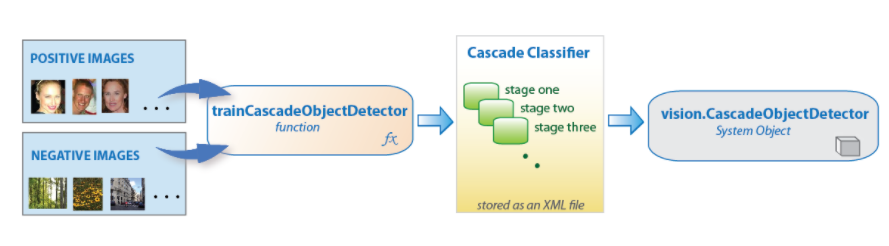 POSITIVE IMAGES
...
NEGATIVE IMAGES
...
trainCascadeObjectDetector
function
fx
Cascade Classifier
stage one
stage two
stage three
stored as an XML file
vision.CascadeObjectDetector
System Object